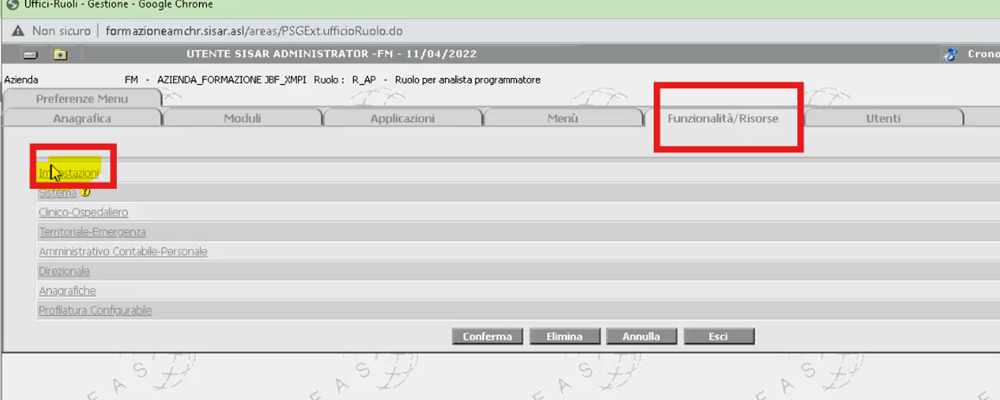 Uffici-Ruoli - Gestione - Google Chrome
Non sicuro | formazioneamchr.sisar.asl/areas/PSGExt.ufficioRuolo.do
UTENTE SISAR ADMINISTRATOR -FM - 11/04/2022 Crono
Azienda FM - AZIENDA_FORMAZIONE JBF_XMPI Ruolo : R_AP - Ruolo per analista programmatore
Preferenze Menu
Anagrafica Moduli Applicazioni Menù Funzionalità/Risorse Utenti
Impostazioni
Sistema ?
Clinico-Ospedaliero
Territoriale-Emergenza
Amministrativo Contabile-Personale
Direzionale
Anagrafiche
Profilatura Configurabile
Conferma Elimina Annulla Esci
E A S E A S E A S E A S